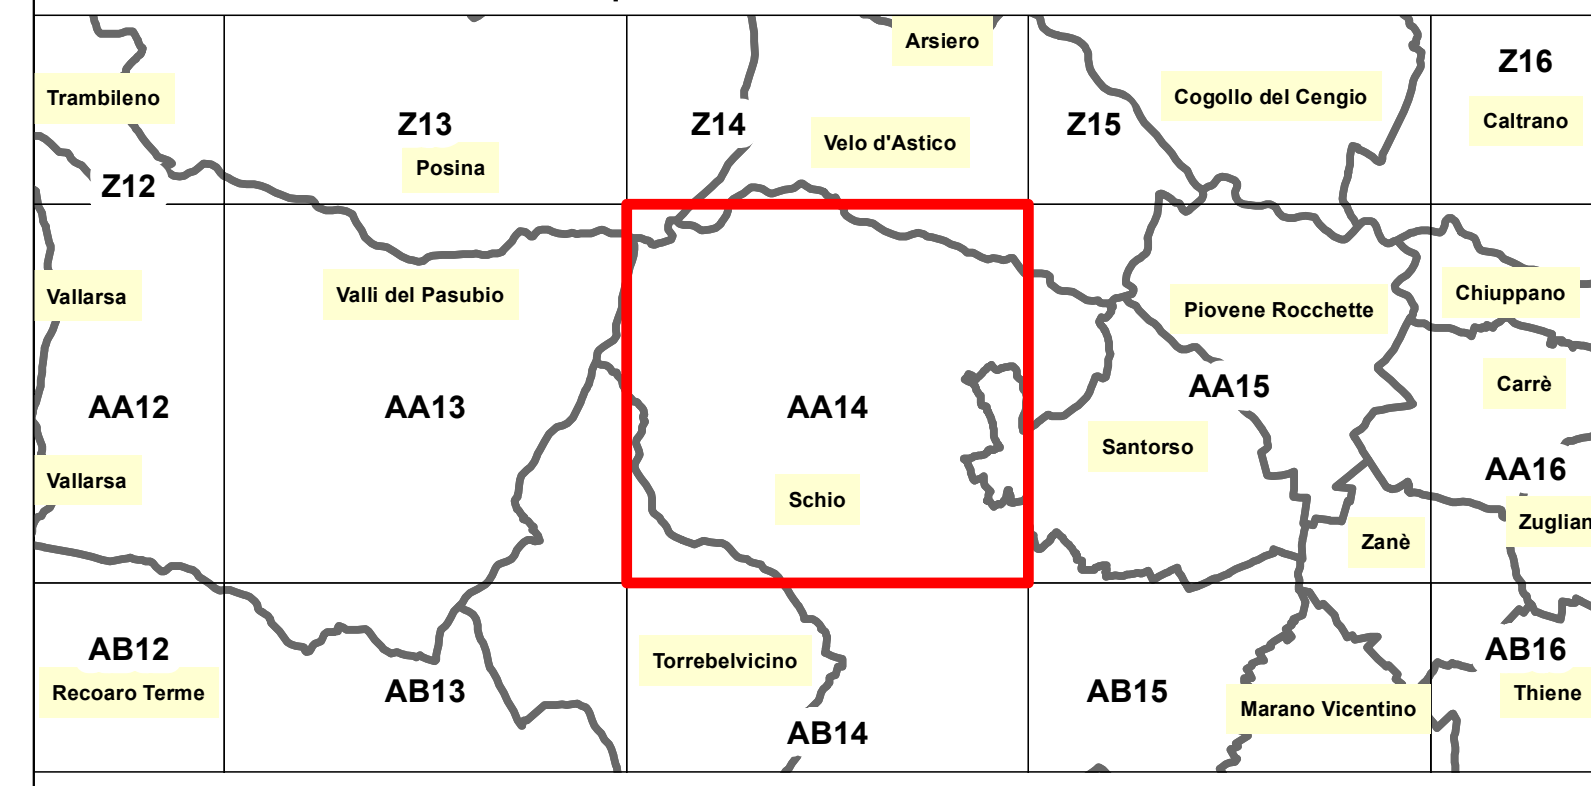 Arsiero
Z16
Trambileno
Cogollo del Cengio
Z13
Z14
Z15
Caltrano
Velo d'Astico
Posina
Z12
Vallarsa
Valli del Pasubio
Chiuppano
Piovene Rocchette
AA15
Carrè
AA12
AA13
AA14
Santorso
AA16
Vallarsa
Schio
Zuglian
Zanè
AB12
Torrebelvicino
AB16
Recoaro Terme
AB13
AB15
Thiene
Marano Vicentino
AB14